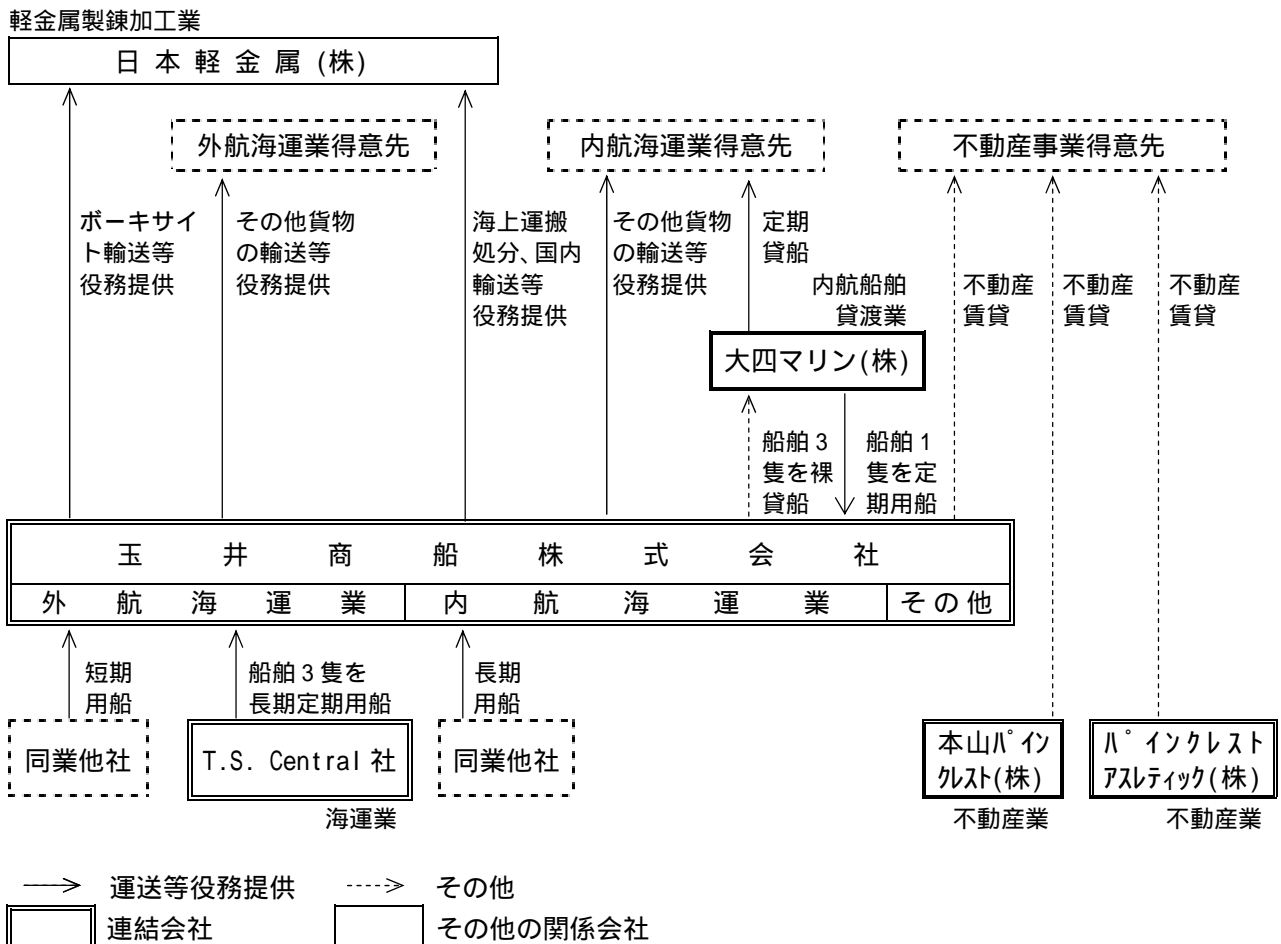 軽金属製錬加工業
日本軽金属(株)
外航海運業得意先
内航海運業得意先
不動産事業得意先
ボーキサイ
ト輸送等
役務提供
その他貨物
の輸送等
役務提供
海上運搬
処分、国内
輸送等
役務提供
その他貨物
の輸送等
役務提供
定期
貸船
内航船舶
貸渡業
不動産
賃貸
不動産
賃貸
不動産
賃貸
大四マリン(株)
船舶3
隻を裸
貸船
船舶1
隻を定
期用船
玉井商船株式会社
外航海運業
内航海運業
その他
短期
用船
船舶3隻を
長期定期用船
長期
用船
同業他社
T.S. Central社
同業他社
本山ﾊﾟｲﾝ
ｸﾚｽﾄ(株)
ﾊﾟｲﾝｸﾚｽﾄ
ｱｽﾚﾃｨｯｸ(株)
海運業
不動産業
不動産業
運送等役務提供
その他
連結会社
その他の関係会社